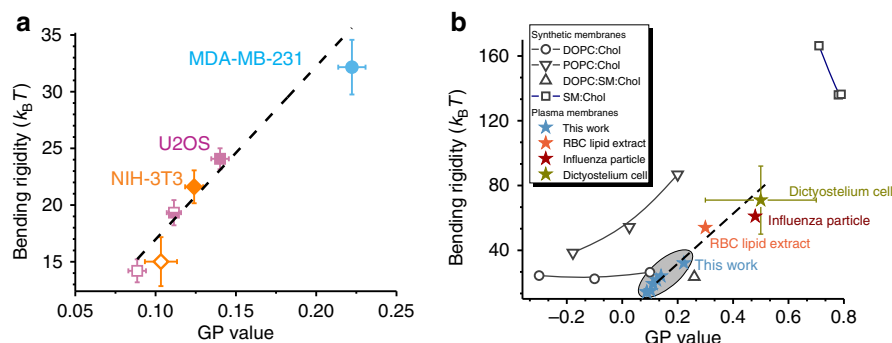 a
Bending rigidity (kBT)
35
30
25
20
15
MDA-MB-231
U2OS
NIH-3T3
0.05
0.10
0.15
0.20
0.25
GP value
b
Bending rigidity (kBT)
160
120
80
40
Synthetic membranes
DOPC:Chol
POPC:Chol
DOPC:SM:Chol
SM:Chol
Plasma membranes
This work
RBC lipid extract
Influenza particle
Dictyostelium cell
Dictyostelium cell
Influenza particle
RBC lipid extract
This work
–0.2
0.0
0.2
0.4
0.6
0.8
GP value